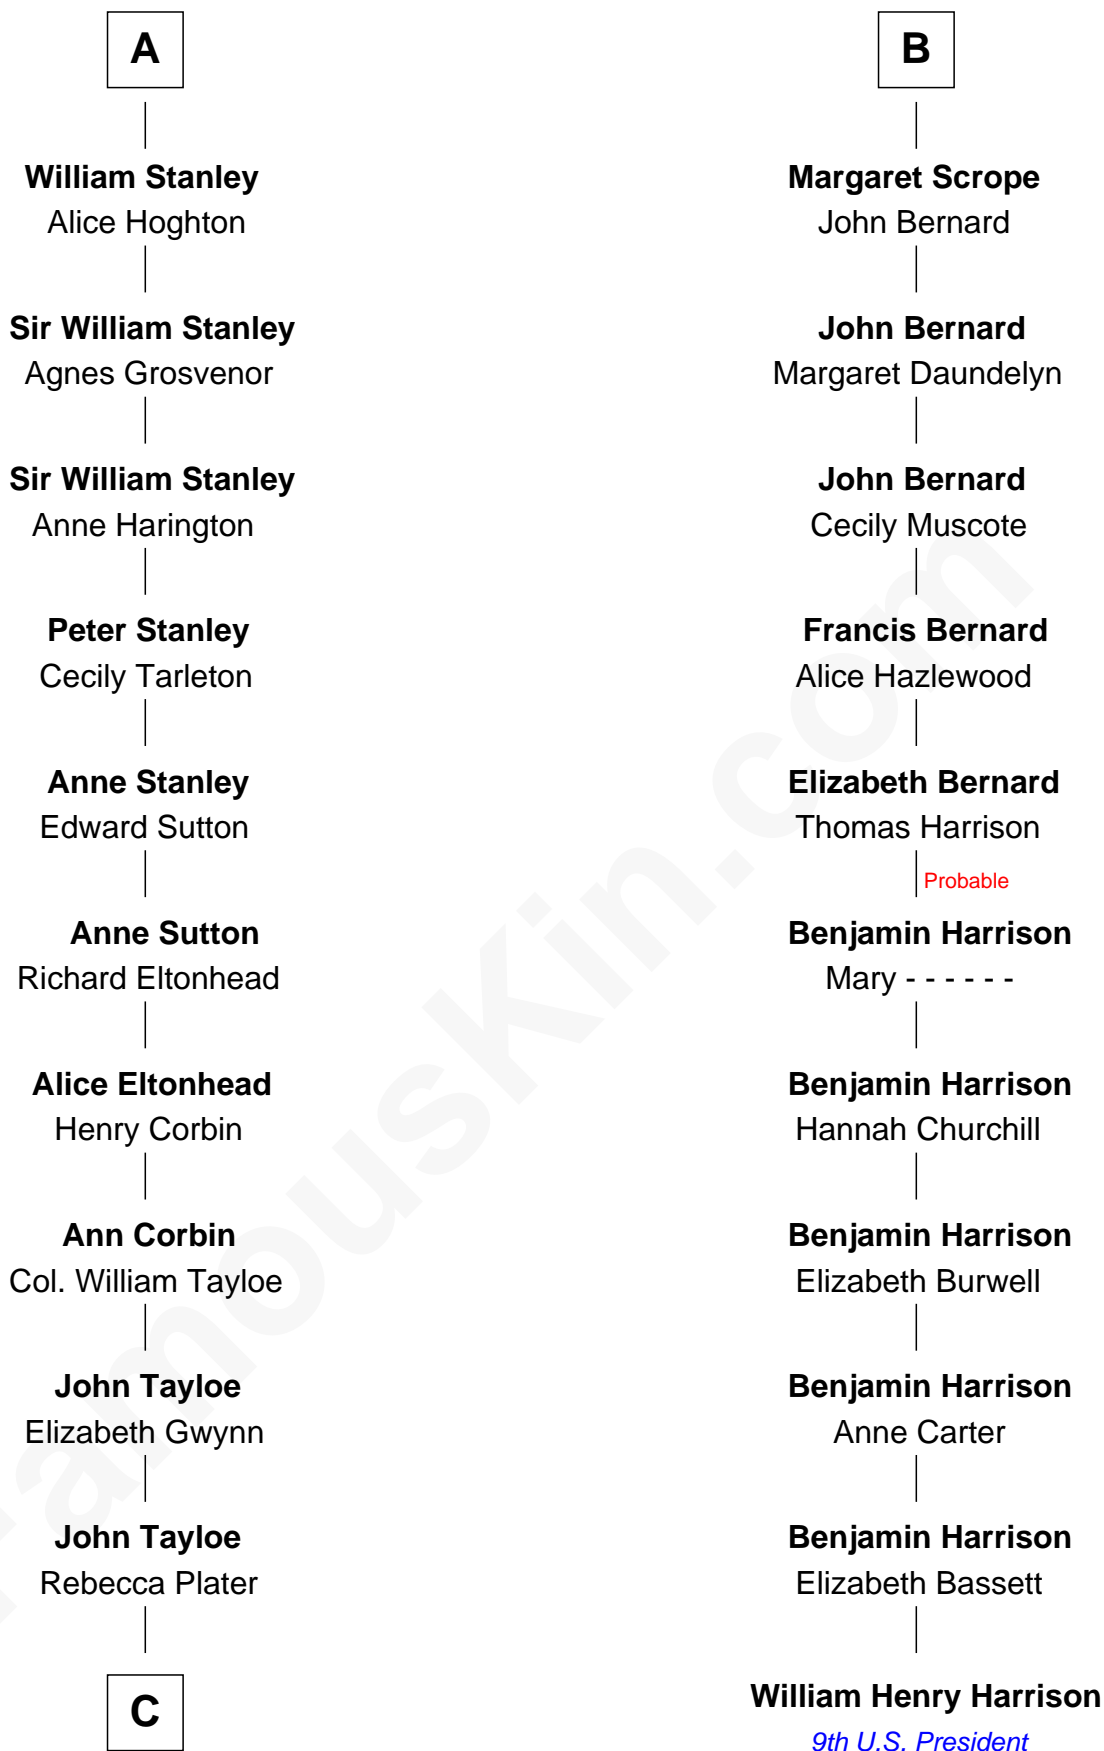 A
William Stanley
Alice Hoghton
Sir William Stanley
Agnes Grosvenor
Sir William Stanley
Anne Harington
Peter Stanley
Cecily Tarleton
Anne Stanley
Edward Sutton
Anne Sutton
Richard Eltonhead
Alice Eltonhead
Henry Corbin
Ann Corbin
Col. William Tayloe
John Tayloe
Elizabeth Gwynn
John Tayloe
Rebecca Plater
C
B
Margaret Scrope
John Bernard
John Bernard
Margaret Daundelyn
John Bernard
Cecily Muscote
Francis Bernard
Alice Hazlewood
Elizabeth Bernard
Thomas Harrison
Probable
Benjamin Harrison
Mary - - - - - -
Benjamin Harrison
Hannah Churchill
Benjamin Harrison
Elizabeth Burwell
Benjamin Harrison
Anne Carter
Benjamin Harrison
Elizabeth Bassett
William Henry Harrison
9th U.S. President
FamousKin.com